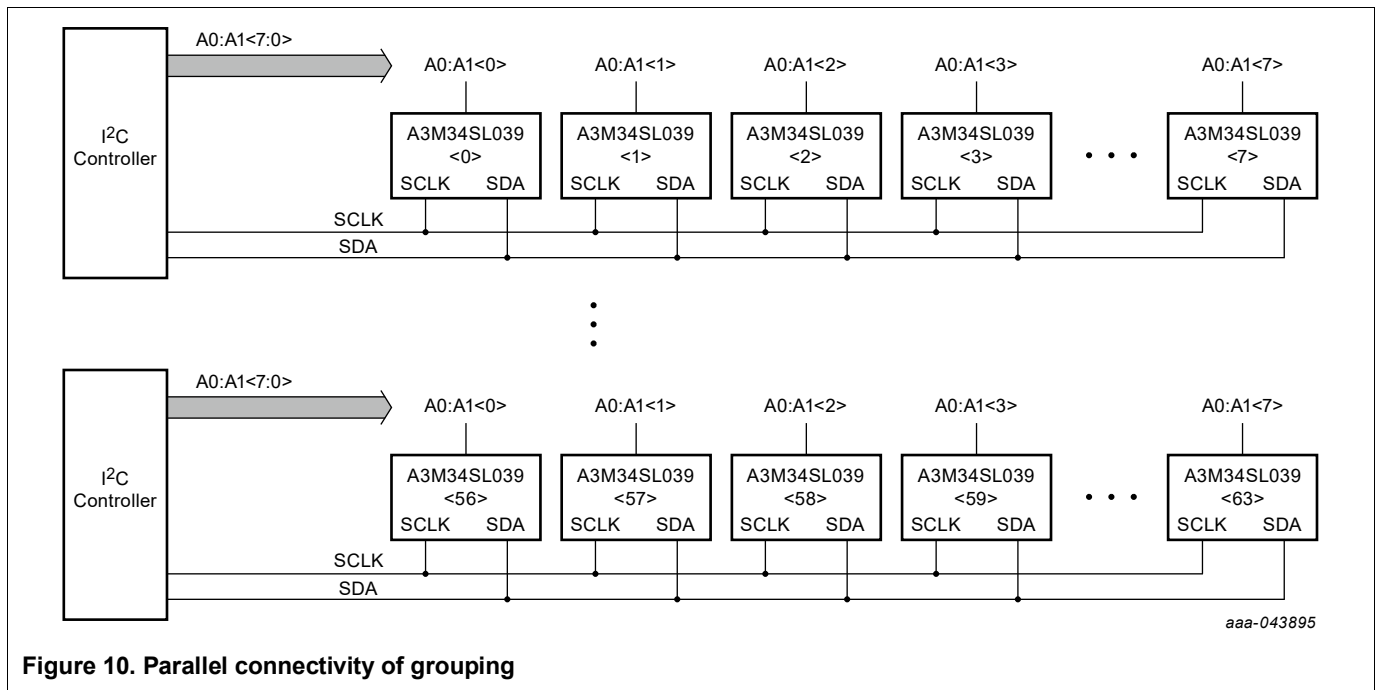 A0:A1<7:0>
A0:A1<0>
A0:A1<1>
A0:A1<2>
A0:A1<3>
A0:A1<7>
I2C
Controller
A3M34SL039
<0>
SCLK SDA
A3M34SL039
<1>
SCLK SDA
A3M34SL039
<2>
SCLK SDA
A3M34SL039
<3>
SCLK SDA
A3M34SL039
<7>
SCLK SDA
SCLK
SDA
A0:A1<7:0>
A0:A1<0>
A0:A1<1>
A0:A1<2>
A0:A1<3>
A0:A1<7>
I2C
Controller
A3M34SL039
<56>
SCLK SDA
A3M34SL039
<57>
SCLK SDA
A3M34SL039
<58>
SCLK SDA
A3M34SL039
<59>
SCLK SDA
A3M34SL039
<63>
SCLK SDA
SCLK
SDA
aaa-043895
Figure 10. Parallel connectivity of grouping